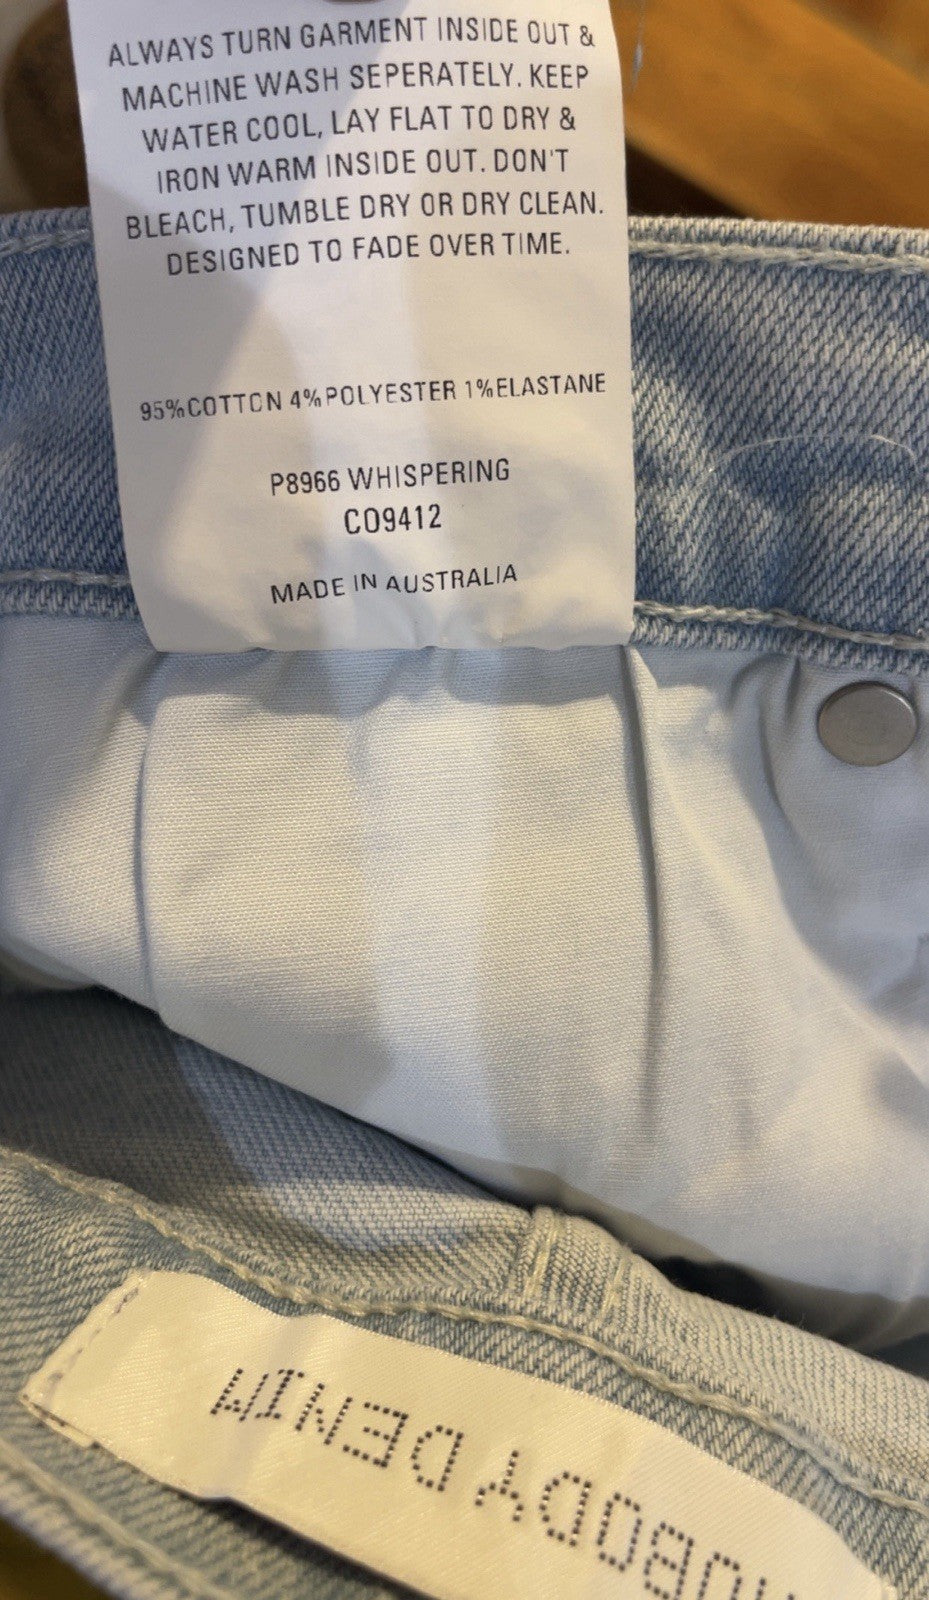 ALWAYS TURN GARMENT INSIDE OUT &
MACHINE WASH SEPERATELY. KEEP
WATER COOL, LAY FLAT TO DRY &
IRON WARM INSIDE OUT. DON'T
BLEACH, TUMBLE DRY OR DRY CLEAN.
DESIGNED TO FADE OVER TIME.
95%COTTON 4%POLYESTER 1%ELASTANE
P8966 WHISPERING
CO9412
MADE IN AUSTRALIA
NOBODY DENIM